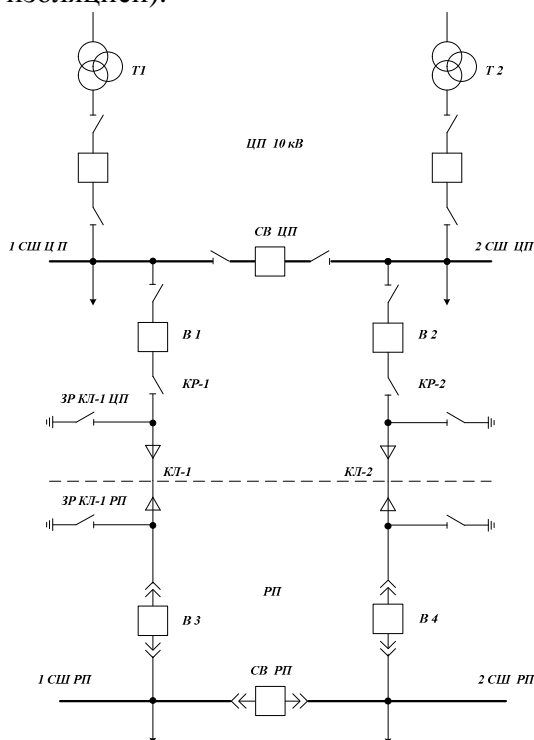 изоляцией).
Т1
Т 2
ЦП 10 кВ
СВ ЦП
1 СШ Ц П
2 СШ ЦП
В 1
В 2
КР-1
КР-2
ЗР КЛ-1 ЦП
КЛ-1
КЛ-2
ЗР КЛ-1 РП
РП
В 3
В 4
СВ РП
1 СШ РП
2 СШ РП